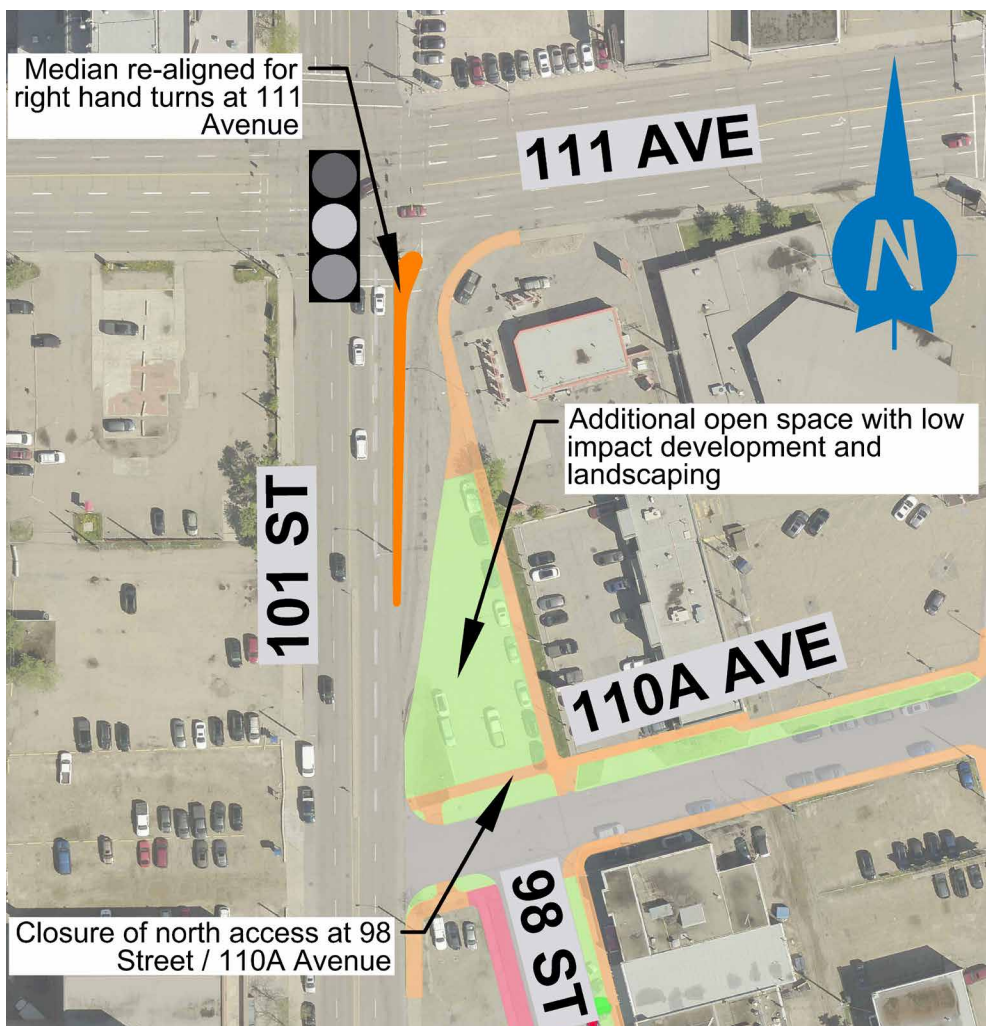 Median re-aligned for
right hand turns at 111
Avenue
111 AVE
N
Additional open space with low
impact development and
landscaping
101 ST
110A AVE
98 ST
Closure of north access at 98
Street / 110A Avenue